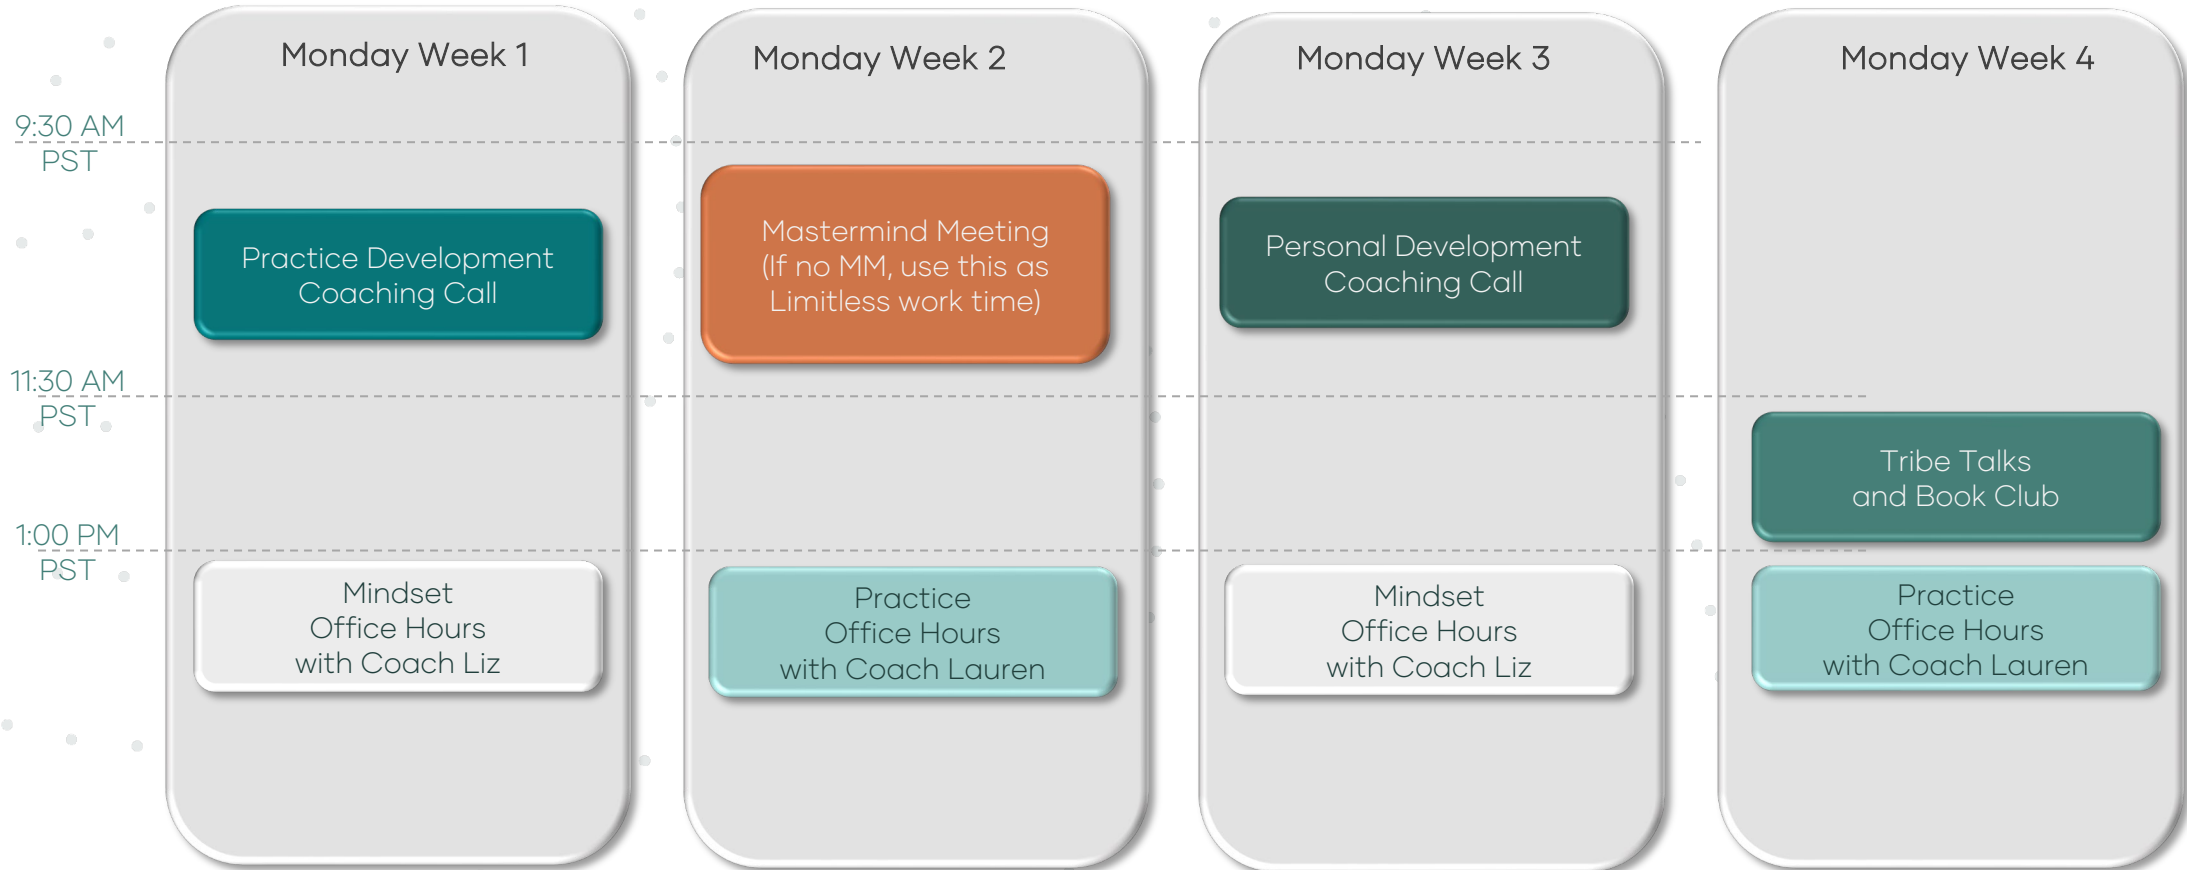 Monday Week 1
Monday Week 2
Monday Week 3
Monday Week 4
9:30 AM
PST
Practice Development
Coaching Call
Mastermind Meeting
(If no MM, use this as
Limitless work time)
Personal Development
Coaching Call
11:30 AM
PST
Tribe Talks
and Book Club
1:00 PM
PST
Mindset
Office Hours
with Coach Liz
Practice
Office Hours
with Coach Lauren
Mindset
Office Hours
with Coach Liz
Practice
Office Hours
with Coach Lauren